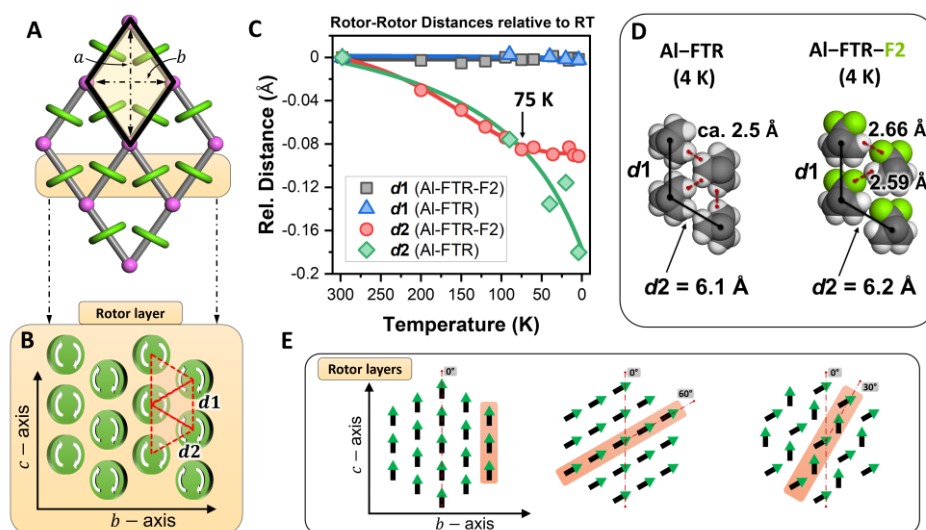 A
a
b
Rotor layer
B
d1
d2
c − axis
b − axis
C
Rotor-Rotor Distances relative to RT
0
-0.04
-0.08
-0.12
-0.16
-0.2
Rel. Distance (Å)
75 K
d1 (Al-FTR-F2)
d1 (Al-FTR)
d2 (Al-FTR-F2)
d2 (Al-FTR)
300 250 200 150 100 50 0
Temperature (K)
D
Al–FTR
(4 K)
ca. 2.5 Å
d1
d2 = 6.1 Å
Al–FTR–F2
(4 K)
2.66 Å
d1
2.59 Å
d2 = 6.2 Å
E
Rotor layers
0°
0°
60°
0°
30°
c − axis
b − axis